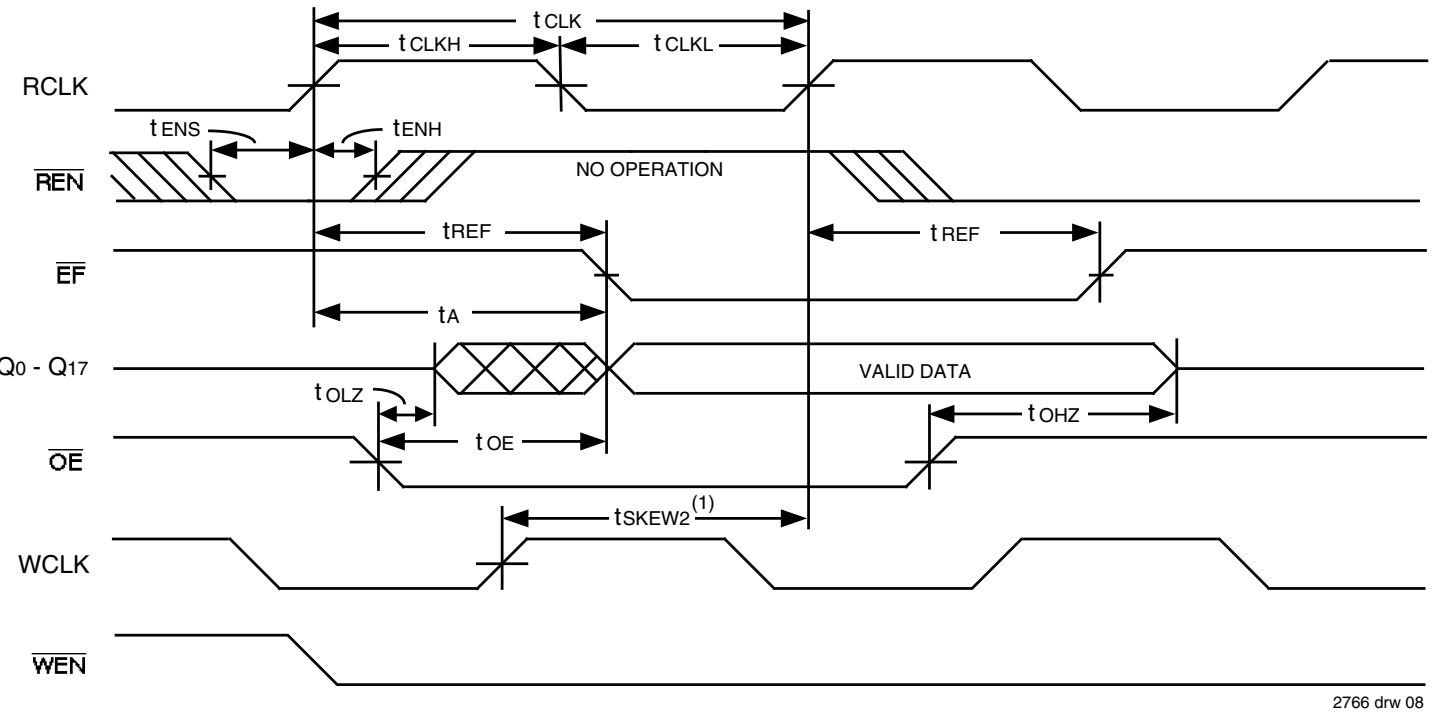 tCLK
tCLKH
tCLKL
RCLK
tENS
tENH
REN
NO OPERATION
tREF
tREF
EF
tA
Q0 - Q17
VALID DATA
tOLZ
tOHZ
tOE
OE
tSKEW2(1)
WCLK
WEN
2766 drw 08